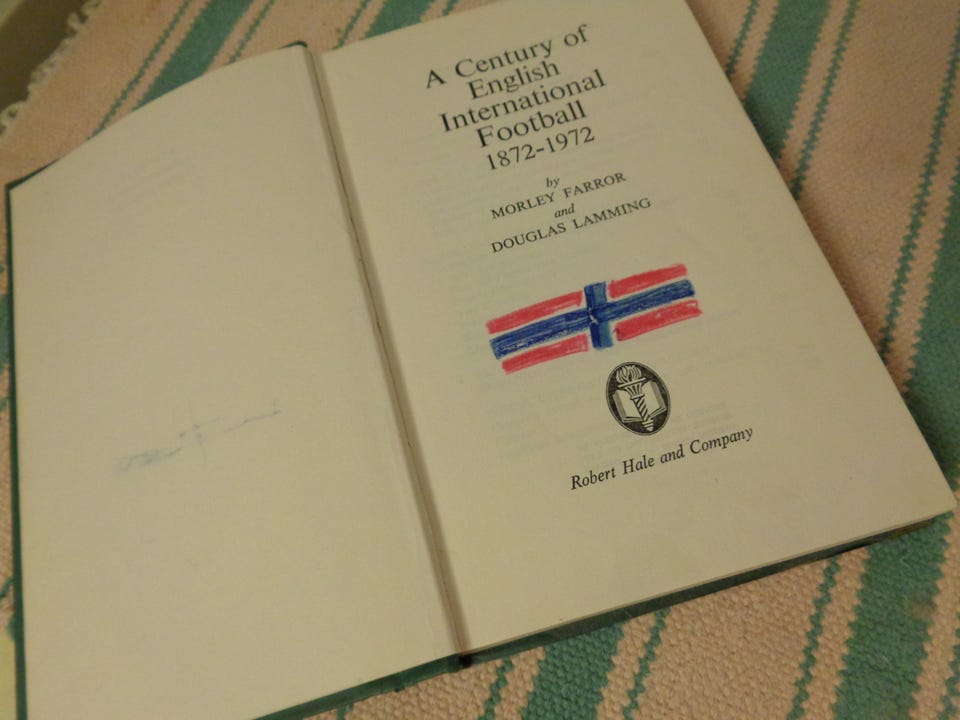 A Century of
English
International
Football
1872-1972
by
MORLEY FARROR
and
DOUGLAS LAMMING
Robert Hale and Company